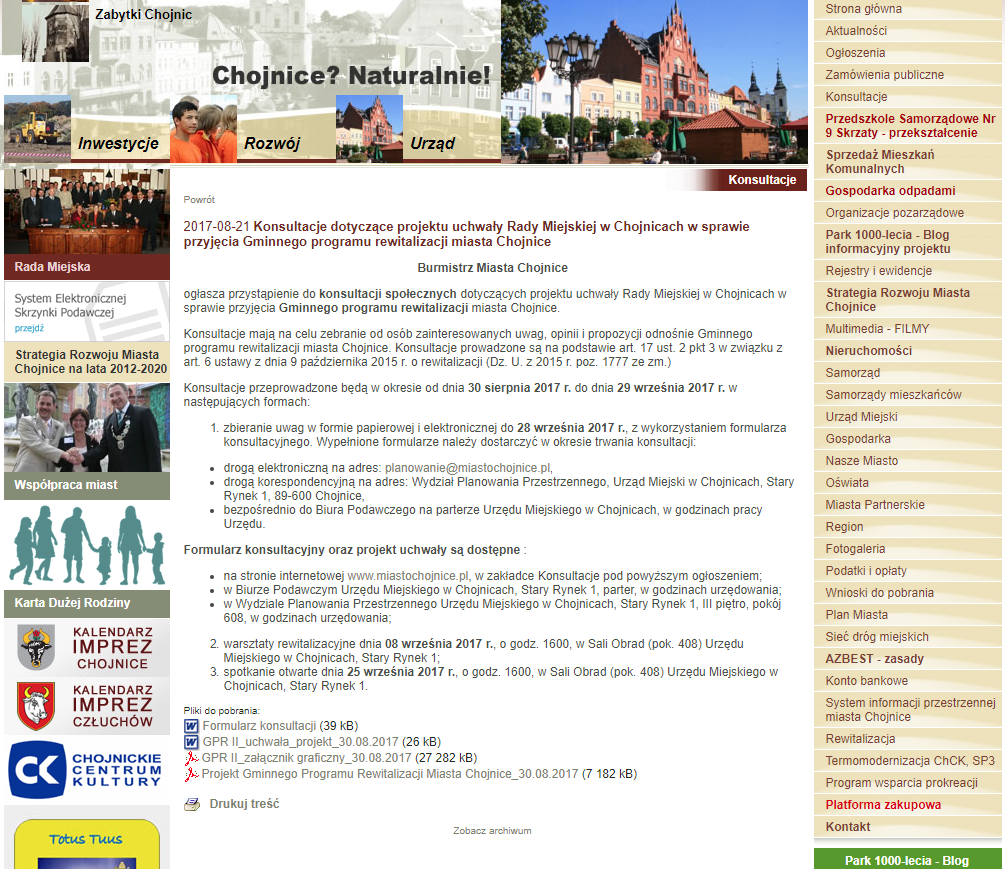 Zabytki Chojnic
Chojnice? Naturalnie!
Inwestycje
Rozwój
Urząd
Rada Miejska
System Elektronicznej
Skrzynki Podawczej
przejdź
Strategia Rozwoju Miasta
Chojnice na lata 2012-2020
Współpraca miast
Karta Dużej Rodziny
KALENDARZ
IMPREZ
CHOJNICE
KALENDARZ
IMPREZ
CZŁUCHÓW
CK
CHOJNICKIE
CENTRUM
KULTURY
Totus Tuus
Konsultacje
Powrót
2017-08-21 Konsultacje dotyczące projektu uchwały Rady Miejskiej w Chojnicach w sprawie
przyjęcia Gminnego programu rewitalizacji miasta Chojnice
Burmistrz Miasta Chojnice
ogłasza przystąpienie do konsultacji społecznych dotyczących projektu uchwały Rady Miejskiej w Chojnicach w
sprawie przyjęcia Gminnego programu rewitalizacji miasta Chojnice.
Konsultacje mają na celu zebranie od osób zainteresowanych uwag, opinii i propozycji odnośnie Gminnego
programu rewitalizacji miasta Chojnice. Konsultacje prowadzone są na podstawie art. 17 ust. 2 pkt 3 w związku z
art. 6 ustawy z dnia 9 października 2015 r. o rewitalizacji (Dz. U. z 2015 r. poz. 1777 ze zm.)
Konsultacje przeprowadzone będą w okresie od dnia 30 sierpnia 2017 r. do dnia 29 września 2017 r. w
następujących formach:
1. zbieranie uwag w formie papierowej i elektronicznej do 28 września 2017 r., z wykorzystaniem formularza
konsultacyjnego. Wypełnione formularze należy dostarczyć w okresie trwania konsultacji:
• drogą elektroniczną na adres: planowanie@miastochojnice.pl,
• drogą korespondencyjną na adres: Wydział Planowania Przestrzennego, Urząd Miejski w Chojnicach, Stary
Rynek 1, 89-600 Chojnice,
• bezpośrednio do Biura Podawczego na parterze Urzędu Miejskiego w Chojnicach, w godzinach pracy
Urzędu.
Formularz konsultacyjny oraz projekt uchwały są dostępne :
• na stronie internetowej www.miastochojnice.pl, w zakładce Konsultacje pod powyższym ogłoszeniem;
• w Biurze Podawczym Urzędu Miejskiego w Chojnicach, Stary Rynek 1, parter, w godzinach urzędowania;
• w Wydziale Planowania Przestrzennego Urzędu Miejskiego w Chojnicach, Stary Rynek 1, III piętro, pokój
608, w godzinach urzędowania;
2. warsztaty rewitalizacyjne dnia 08 września 2017 r., o godz. 1600, w Sali Obrad (pok. 408) Urzędu
Miejskiego w Chojnicach, Stary Rynek 1;
3. spotkanie otwarte dnia 25 września 2017 r., o godz. 1600, w Sali Obrad (pok. 408) Urzędu Miejskiego w
Chojnicach, Stary Rynek 1.
Pliki do pobrania:
Formularz konsultacji (39 kB)
GPR II_uchwała_projekt_30.08.2017 (26 kB)
GPR II_załącznik graficzny_30.08.2017 (27 282 kB)
Projekt Gminnego Programu Rewitalizacji Miasta Chojnice_30.08.2017 (7 182 kB)
Drukuj treść
Zobacz archiwum
Strona główna
Aktualności
Ogłoszenia
Zamówienia publiczne
Konsultacje
Przedszkole Samorządowe Nr
9 Skrzaty - przekształcenie
Sprzedaż Mieszkań
Komunalnych
Gospodarka odpadami
Organizacje pozarządowe
Park 1000-lecia - Blog
informacyjny projektu
Rejestry i ewidencje
Strategia Rozwoju Miasta
Chojnice
Multimedia - FILMY
Nieruchomości
Samorząd
Samorządy mieszkańców
Urząd Miejski
Gospodarka
Nasze Miasto
Oświata
Miasta Partnerskie
Region
Fotogaleria
Podatki i opłaty
Wnioski do pobrania
Plan Miasta
Sieć dróg miejskich
AZBEST - zasady
Konto bankowe
System informacji przestrzennej
miasta Chojnice
Rewitalizacja
Termomodernizacja ChCK, SP3
Program wsparcia prokreacji
Platforma zakupowa
Kontakt
Park 1000-lecia - Blog